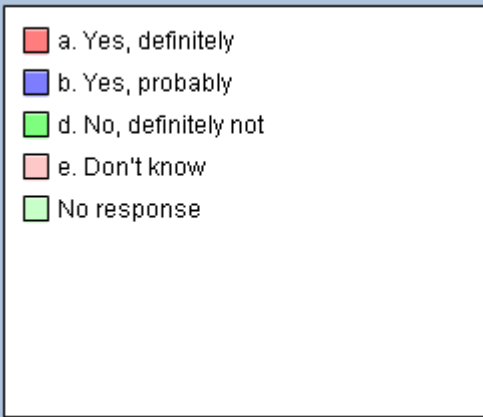 a. Yes, definitely
b. Yes, probably
d. No, definitely not
e. Don't know
No response